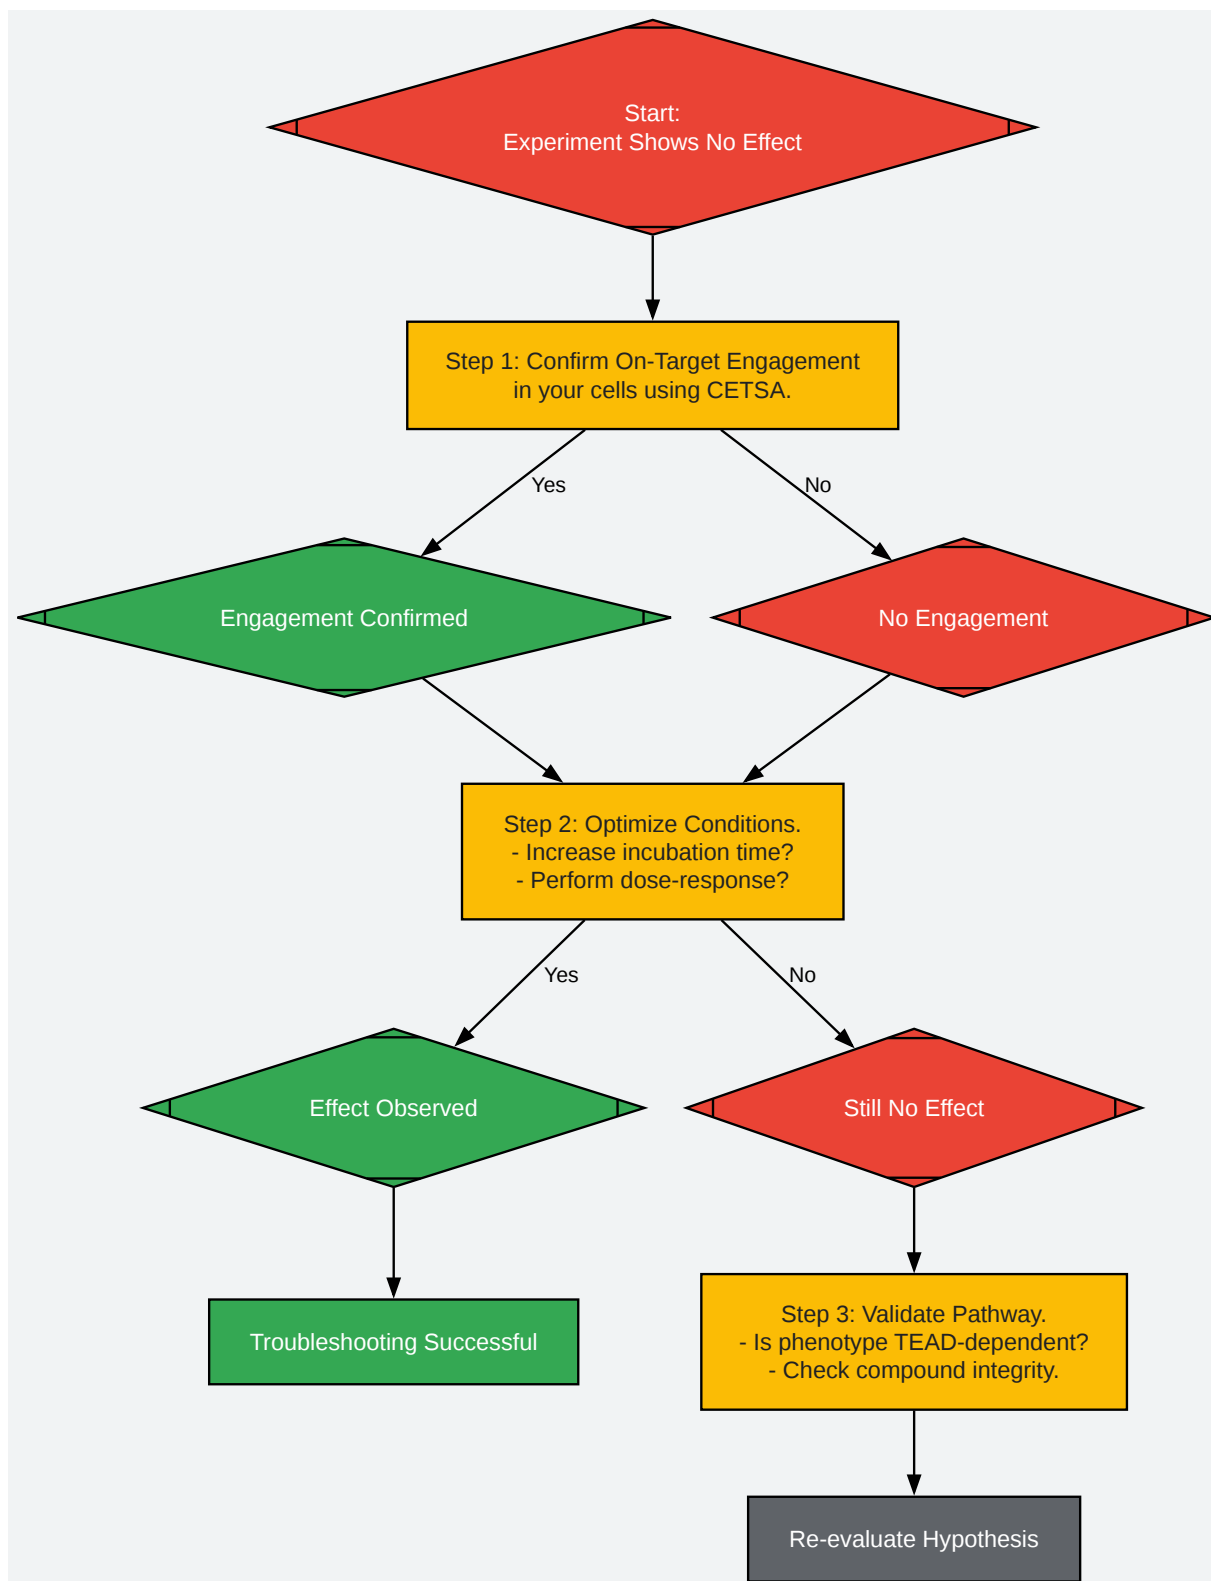 Start:
Experiment Shows No Effect
Step 1: Confirm On-Target Engagement
in your cells using CETSA.
Yes
No
Engagement Confirmed
No Engagement
Step 2: Optimize Conditions.
- Increase incubation time?
- Perform dose-response?
Yes
No
Effect Observed
Still No Effect
Troubleshooting Successful
Step 3: Validate Pathway.
- Is phenotype TEAD-dependent?
- Check compound integrity.
Re-evaluate Hypothesis